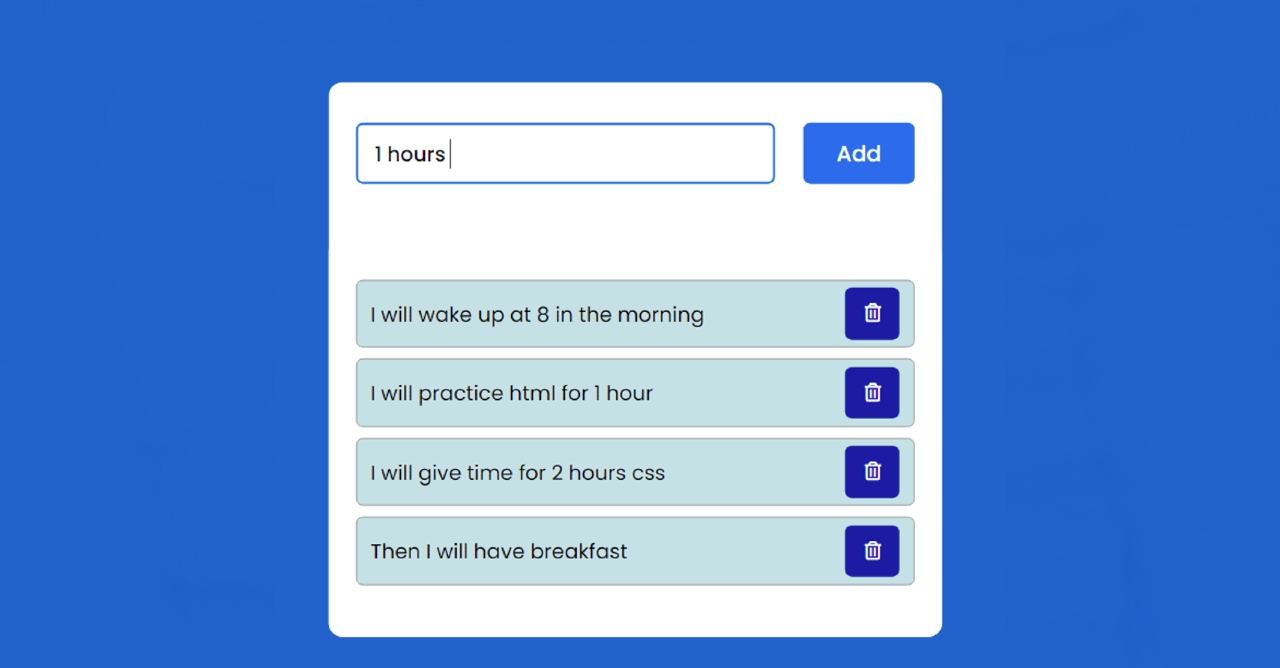 1 hours
Add
I will wake up at 8 in the morning
I will practice html for 1 hour
I will give time for 2 hours css
Then I will have breakfast